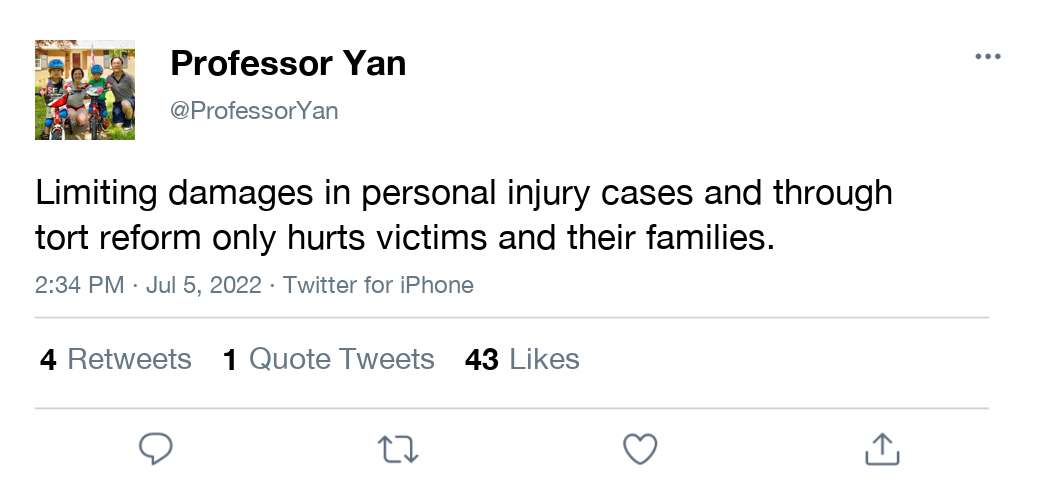 Professor Yan
@ProfessorYan
Limiting damages in personal injury cases and through
tort reform only hurts victims and their families.
2:34 PM · Jul 5, 2022 · Twitter for iPhone
4 Retweets 1 Quote Tweets 43 Likes